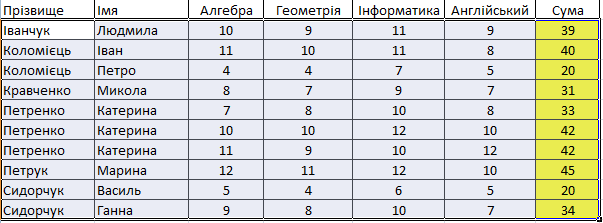 Прізвище Імя Алгебра Геометрія Інформатика Англійський Сума
Іванчук Людмила 10 9 11 9 39
Коломієць Іван 11 10 11 8 40
Коломієць Петро 4 4 7 5 20
Кравченко Микола 8 7 9 7 31
Петренко Катерина 7 8 10 8 33
Петренко Катерина 10 10 12 10 42
Петренко Катерина 11 9 10 12 42
Петрук Марина 12 11 12 10 45
Сидорчук Василь 5 4 6 5 20
Сидорчук Ганна 9 8 10 7 34